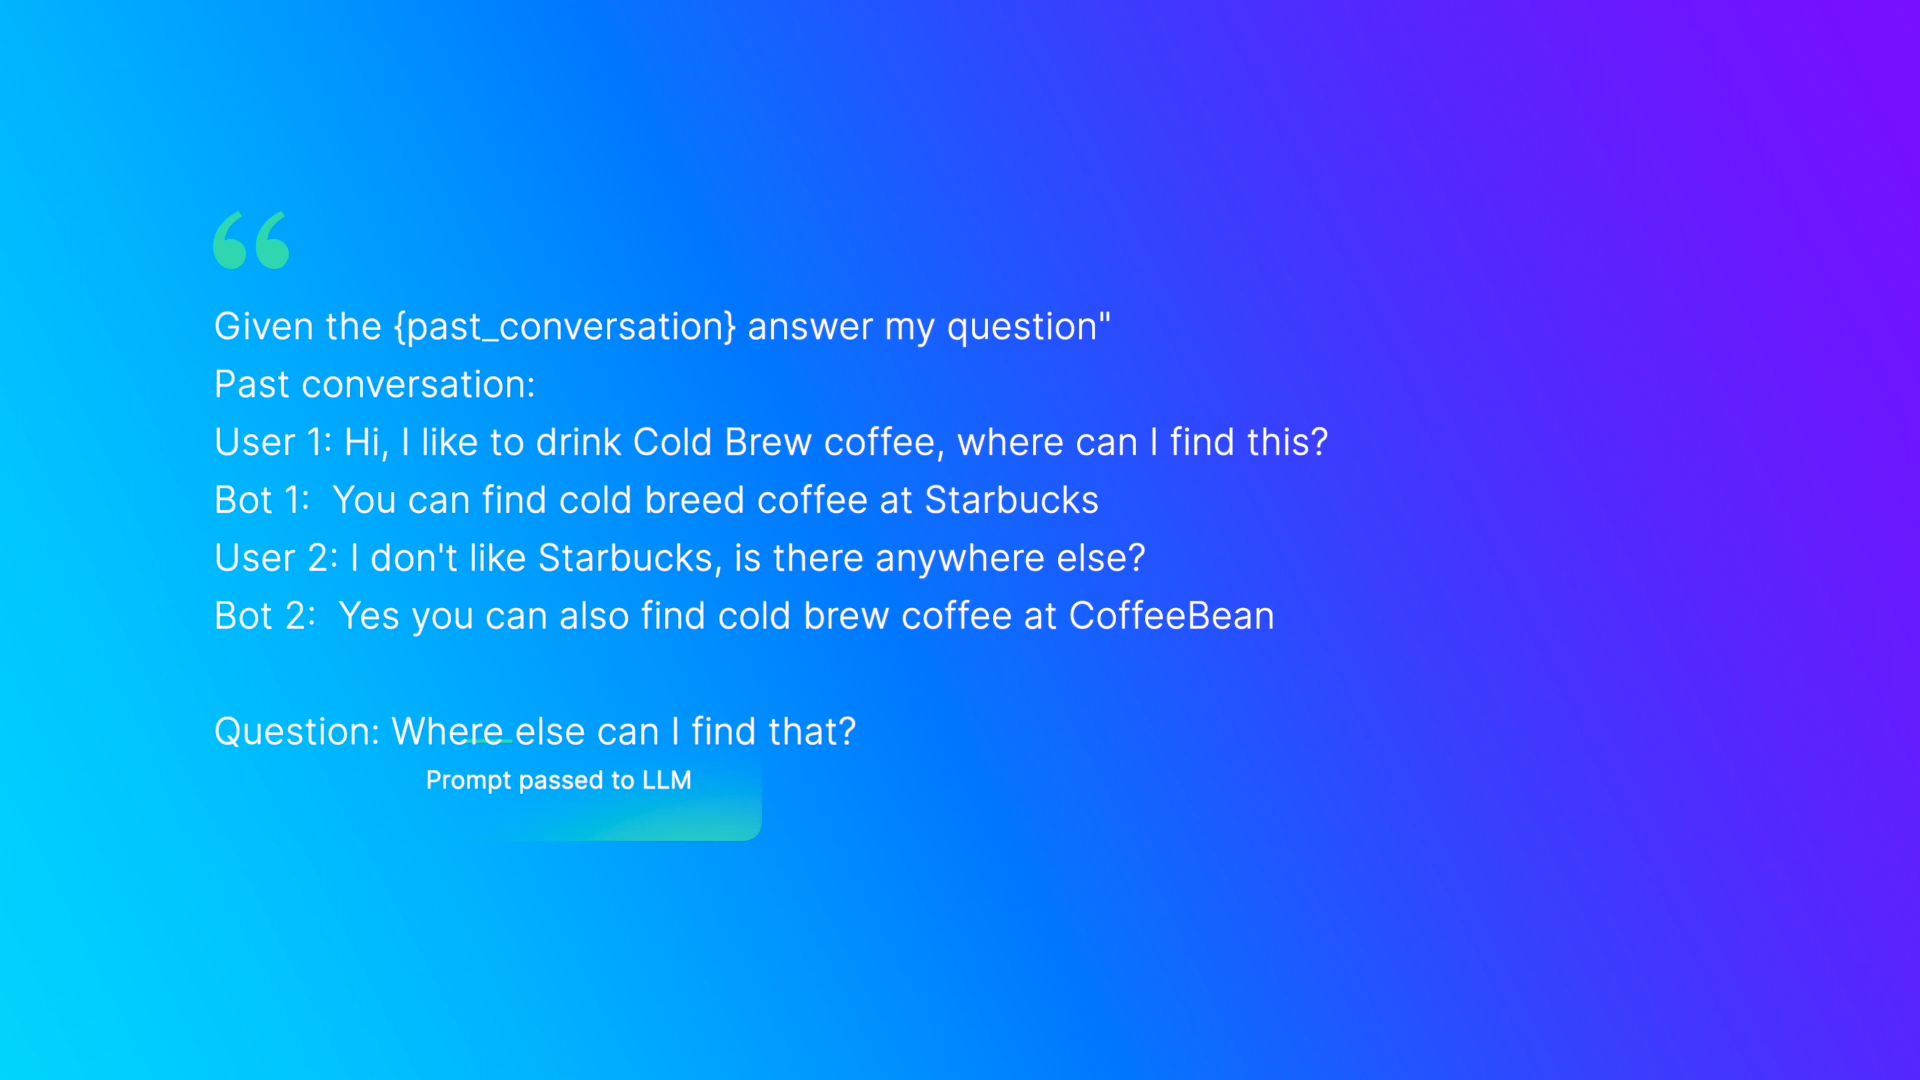 “
Given the {past_conversation} answer my question"
Past conversation:
User 1: Hi, I like to drink Cold Brew coffee, where can I find this?
Bot 1:  You can find cold breed coffee at Starbucks
User 2: I don't like Starbucks, is there anywhere else?
Bot 2:  Yes you can also find cold brew coffee at CoffeeBean
Question: Where else can I find that?
Prompt passed to LLM